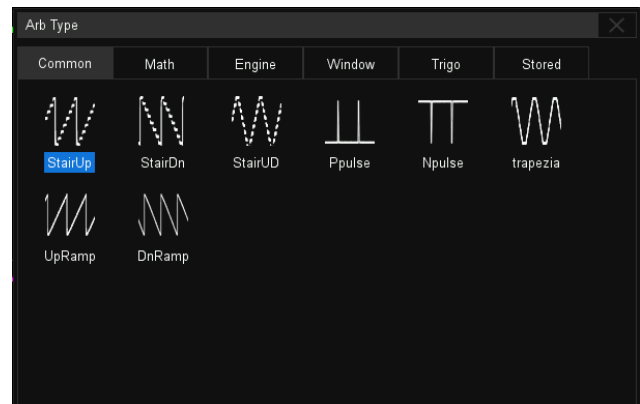 Arb Type
Common Math Engine Window Trigo Stored
StairUp StairDn StairUD Ppulse Npulse trapezia
UpRamp DnRamp